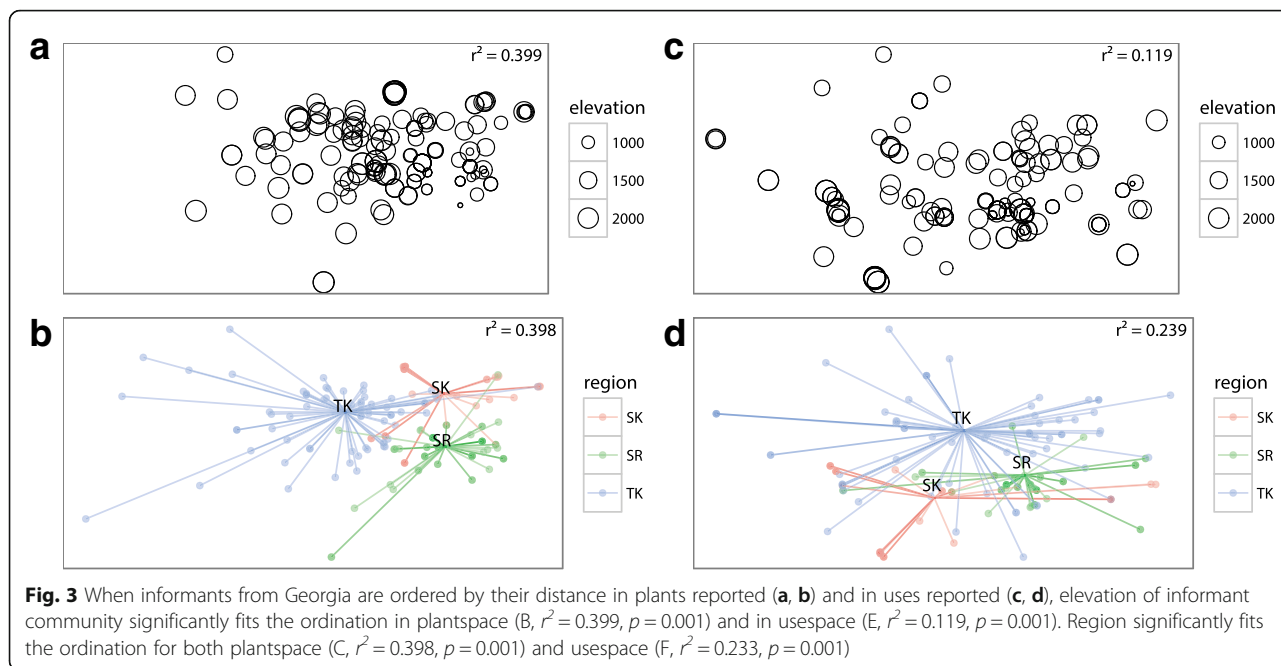 a
r² = 0.399
elevation
1000
1500
2000
c
r² = 0.119
elevation
1000
1500
2000
b
r² = 0.398
TK
SK
SR
region
SK
SR
TK
d
r² = 0.239
TK
SR
SK
region
SK
SR
TK
Fig. 3 When informants from Georgia are ordered by their distance in plants reported (a, b) and in uses reported (c, d), elevation of informant
community significantly fits the ordination in plantspace (B, r² = 0.399, p = 0.001) and in usespace (E, r² = 0.119, p = 0.001). Region significantly fits
the ordination for both plantspace (C, r² = 0.398, p = 0.001) and usespace (F, r² = 0.233, p = 0.001)